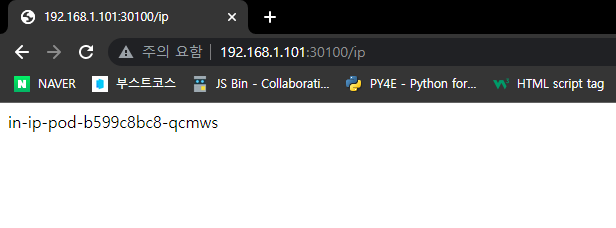 192.168.1.101:30100/ip
주의 요함 | 192.168.1.101:30100/ip
N NAVER 부스트코스 JS Bin - Collaborati... PY4E - Python for... HTML script tag
in-ip-pod-b599c8bc8-qcmws